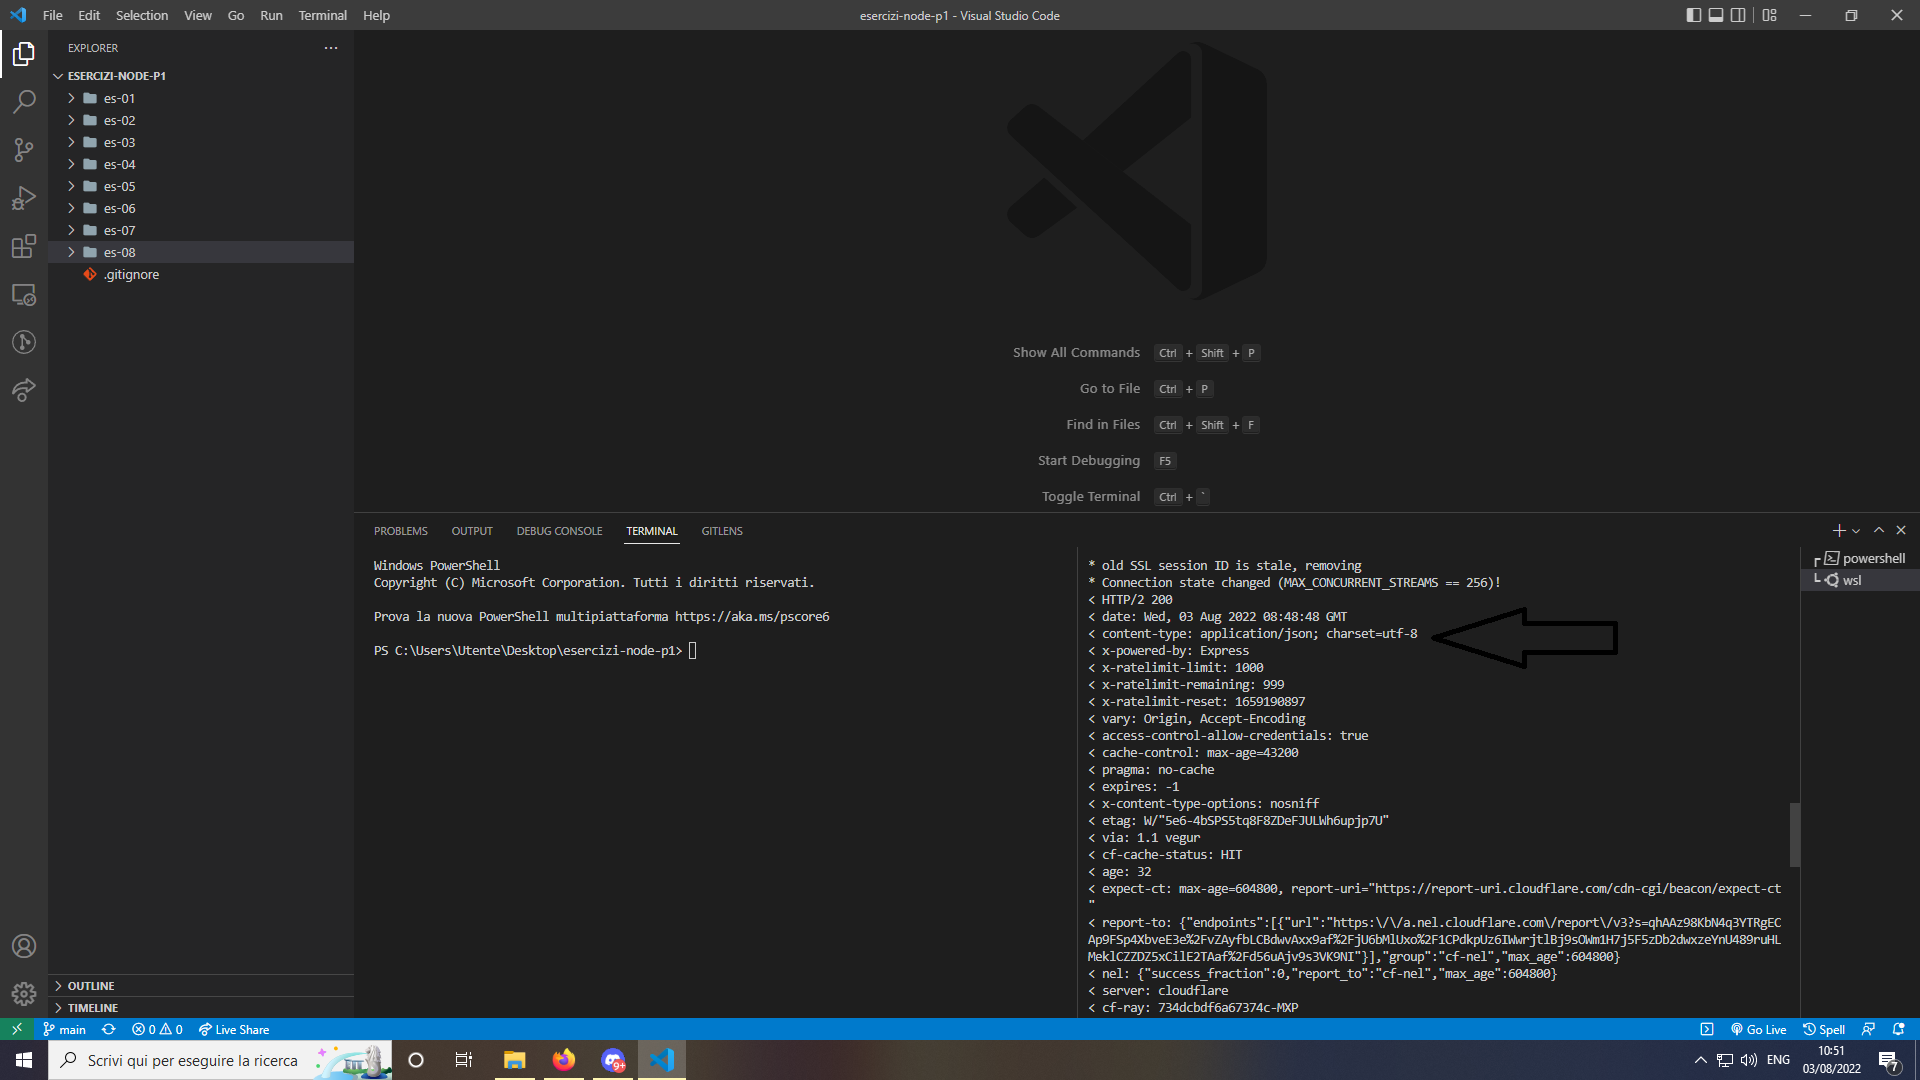 File Edit Selection View Go Run Terminal Help
esercizi-node-p1 - Visual Studio Code
EXPLORER
ESERCIZI-NODE-P1
es-01
es-02
es-03
es-04
es-05
es-06
es-07
es-08
.gitignore
OUTLINE
TIMELINE
Show All Commands Ctrl + Shift + P
Go to File Ctrl + P
Find in Files Ctrl + Shift + F
Start Debugging F5
Toggle Terminal Ctrl + `
PROBLEMS OUTPUT DEBUG CONSOLE TERMINAL GITLENS
Windows PowerShell
Copyright (C) Microsoft Corporation. Tutti i diritti riservati.
Prova la nuova PowerShell multipiattaforma https://aka.ms/pscore6
PS C:\Users\Utente\Desktop\esercizi-node-p1>
* old SSL session ID is stale, removing
* Connection state changed (MAX_CONCURRENT_STREAMS == 256)!
< HTTP/2 200
< date: Wed, 03 Aug 2022 08:48:48 GMT
< content-type: application/json; charset=utf-8
< x-powered-by: Express
< x-ratelimit-limit: 1000
< x-ratelimit-remaining: 999
< x-ratelimit-reset: 1659190897
< vary: Origin, Accept-Encoding
< access-control-allow-credentials: true
< cache-control: max-age=43200
< pragma: no-cache
< expires: -1
< x-content-type-options: nosniff
< etag: W/"5e6-4bSPS5tq8F8ZDeFJULWh6upjp7U"
< via: 1.1 vegur
< cf-cache-status: HIT
< age: 32
< expect-ct: max-age=604800, report-uri="https://report-uri.cloudflare.com/cdn-cgi/beacon/expect-ct
"
< report-to: {"endpoints":[{"url":"https:\/\/a.nel.cloudflare.com\/report\/v3?s=qhAAz98KbN4q3YTRgEC
Ap9FSp4XbveE3e%2FvZAyfbLCBdwvAxx9af%2FjU6bMlUxo%2F1CPdkpUz6IWwrjtlBj9sOWm1H7j5F5zDb2dwxzeYnU489ruHL
MeklCZZDZ5xCilE2TAaf%2Fd56uAjv9s3VK9NI"}],"group":"cf-nel","max_age":604800}
< nel: {"success_fraction":0,"report_to":"cf-nel","max_age":604800}
< server: cloudflare
< cf-ray: 734dcbdf6a67374c-MXP
powershell
wsl
main 0 0 Live Share
Go Live Spell
Scrivi qui per eseguire la ricerca
9+
ENG
10:51
03/08/2022
7